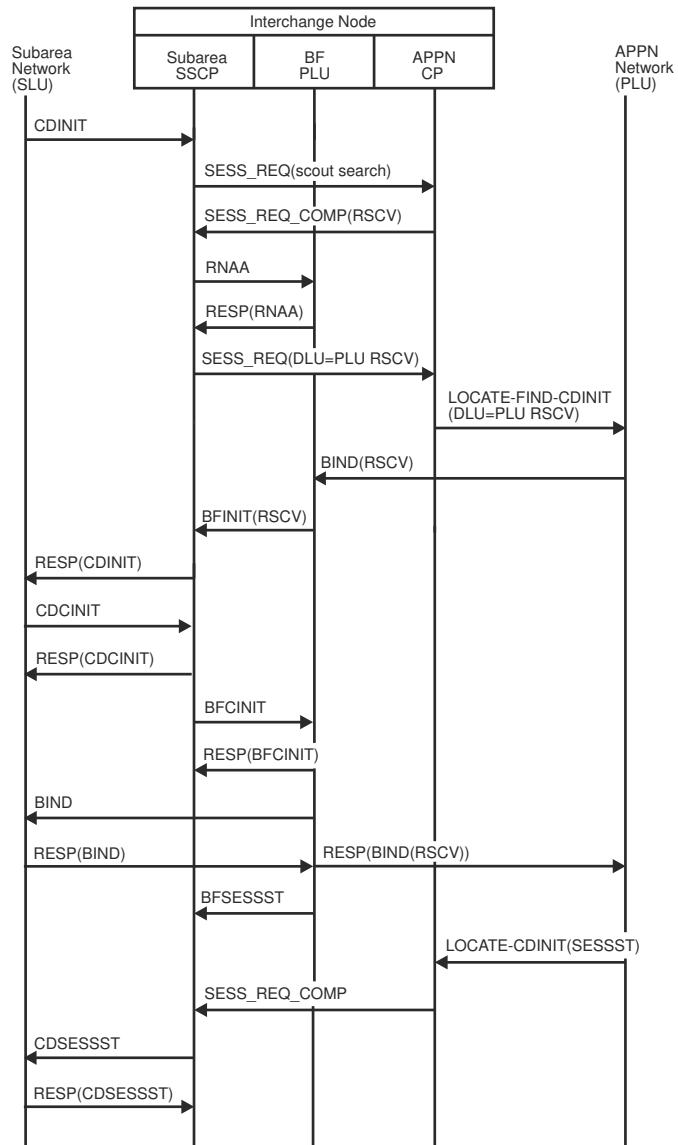 Interchange Node
Subarea
Network
(SLU)
Subarea
SSCP
BF
PLU
APPN
CP
APPN
Network
(PLU)
CDINIT
SESS_REQ(scout search)
SESS_REQ_COMP(RSCV)
RNAA
RESP(RNAA)
SESS_REQ(DLU=PLU RSCV)
LOCATE-FIND-CDINIT
(DLU=PLU RSCV)
BIND(RSCV)
BFINIT(RSCV)
RESP(CDINIT)
CDCINIT
RESP(CDCINIT)
BFCINIT
RESP(BFCINIT)
BIND
RESP(BIND)
RESP(BIND(RSCV))
BFSESSST
LOCATE-CDINIT(SESSST)
SESS_REQ_COMP
CDSESSST
RESP(CDSESSST)